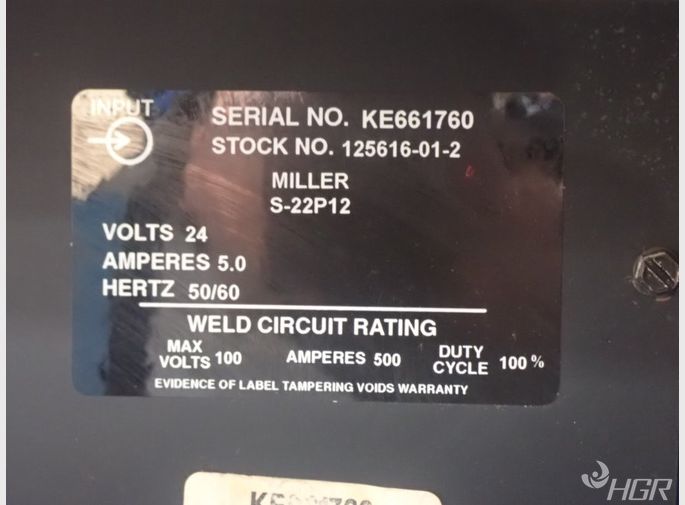 INPUT
SERIAL NO. KE661760
STOCK NO. 125616-01-2
MILLER
S-22P12
VOLTS 24
AMPERES 5.0
HERTZ 50/60
WELD CIRCUIT RATING
MAX VOLTS 100 AMPERES 500 DUTY CYCLE 100 %
EVIDENCE OF LABEL TAMPERING VOIDS WARRANTY
HGR